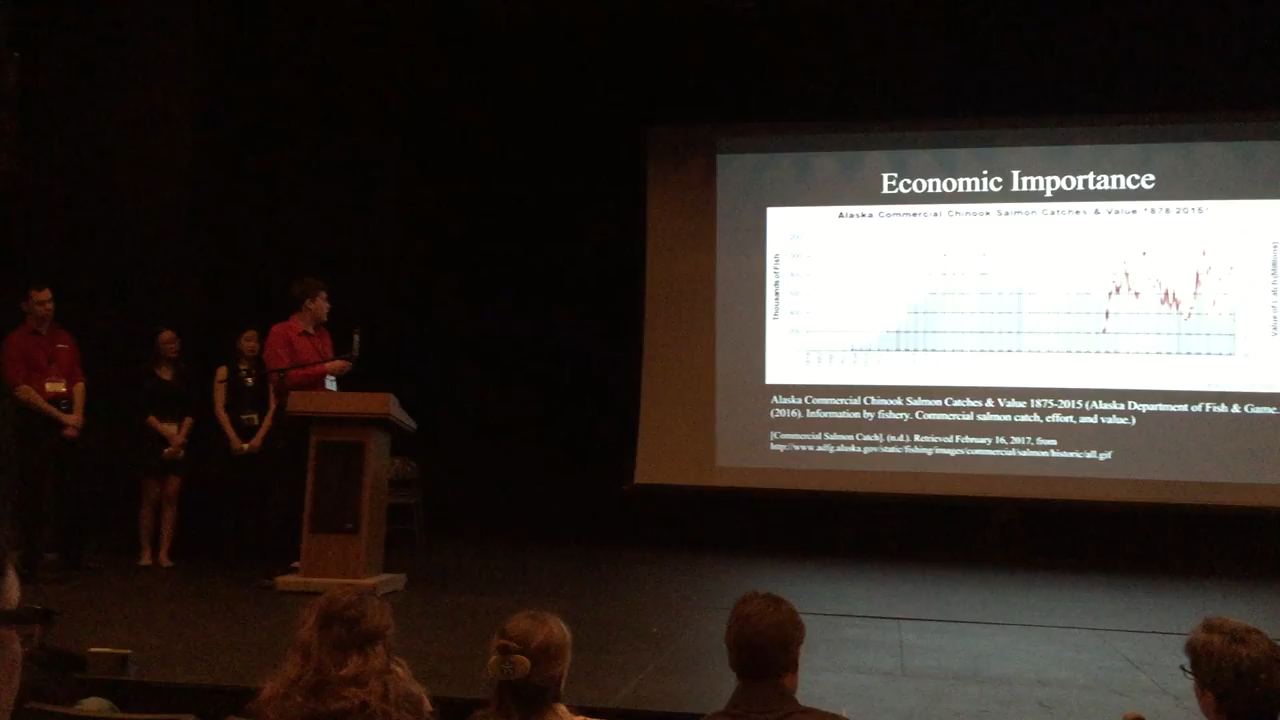 Economic Importance
Alaska Commercial Chinook Salmon Catches & Value 1878-2015
Thousands of Fish
Alaska Commercial Chinook Salmon Catches & Value 1875-2015 (Alaska Department of Fish & Game.
(2016). Information by fishery. Commercial salmon catch, effort, and value.)
[Commercial Salmon Catch]. (n.d.). Retrieved February 16, 2017, from
http://www.adfg.alaska.gov/static/fishing/images/commercial/salmon/historic/all.gif